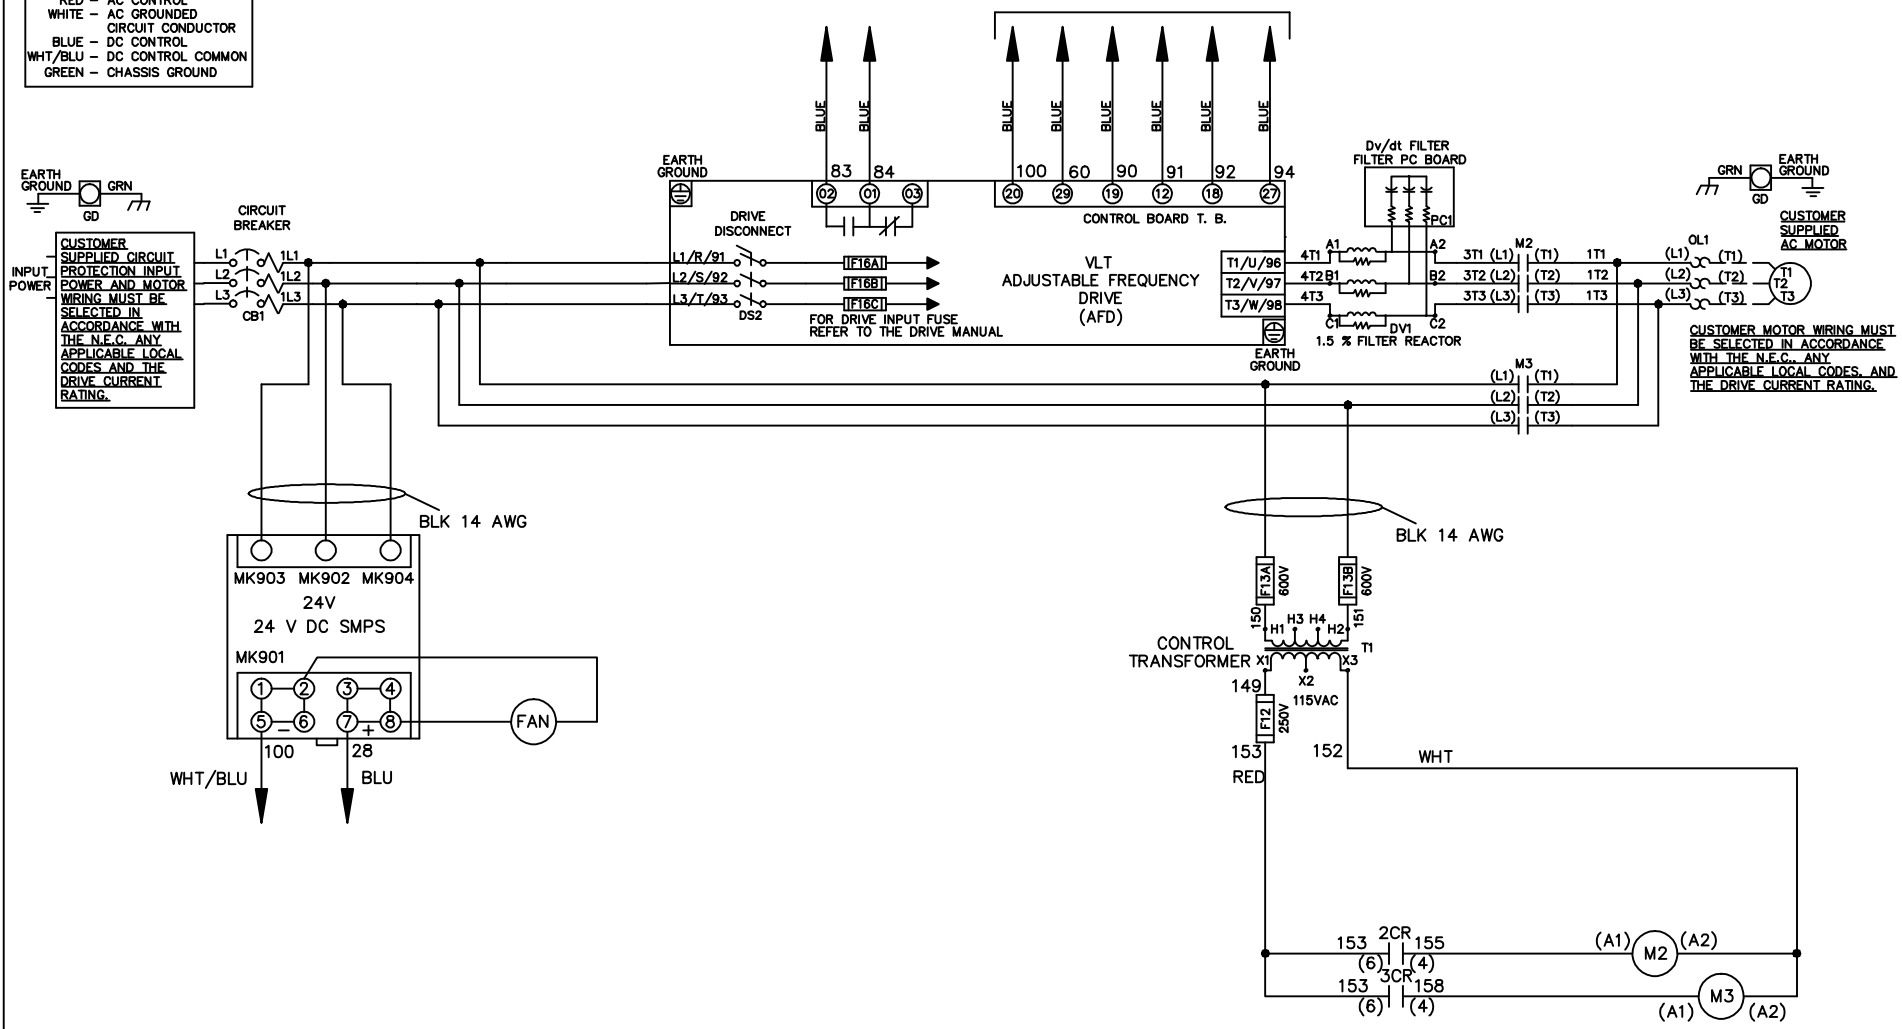 RED – AC CONTROL
WHITE – AC GROUNDED
CIRCUIT CONDUCTOR
BLUE – DC CONTROL
WHT/BLU – DC CONTROL COMMON
GREEN – CHASSIS GROUND
BLUE
BLUE
BLUE
BLUE
BLUE
BLUE
BLUE
BLUE
EARTH
GROUND
GRN
GD
CIRCUIT
BREAKER
EARTH
GROUND
83
84
02
01
03
100
60
90
91
92
94
20
29
19
12
18
27
CONTROL BOARD T. B.
Dv/dt FILTER
FILTER PC BOARD
PC1
GRN
EARTH
GROUND
GD
CUSTOMER
SUPPLIED
AC MOTOR
INPUT
POWER
CUSTOMER
SUPPLIED CIRCUIT
PROTECTION INPUT
POWER AND MOTOR
WIRING MUST BE
SELECTED IN
ACCORDANCE WITH
THE N.E.C. ANY
APPLICABLE LOCAL
CODES AND THE
DRIVE CURRENT
RATING.
L1
1L1
L2
1L2
L3
1L3
CB1
DRIVE
DISCONNECT
L1/R/91
L2/S/92
L3/T/93
DS2
F16A
F16B
F16C
FOR DRIVE INPUT FUSE
REFER TO THE DRIVE MANUAL
VLT
ADJUSTABLE FREQUENCY
DRIVE
(AFD)
T1/U/96
T2/V/97
T3/W/98
EARTH
GROUND
4T1
A1
A2
4T2
B1
B2
4T3
C1
DV1
C2
1.5 % FILTER REACTOR
M2
3T1 (L1)
(T1)
1T1
3T2 (L2)
(T2)
1T2
3T3 (L3)
(T3)
1T3
OL1
(L1)
(T1)
(L2)
(T2)
(L3)
(T3)
T1
T2
T3
CUSTOMER MOTOR WIRING MUST
BE SELECTED IN ACCORDANCE
WITH THE N.E.C., ANY
APPLICABLE LOCAL CODES, AND
THE DRIVE CURRENT RATING.
M3
(L1)
(T1)
(L2)
(T2)
(L3)
(T3)
BLK 14 AWG
BLK 14 AWG
MK903
MK902
MK904
24V
24 V DC SMPS
MK901
1
2
3
4
5
–
6
7
+
8
FAN
100
28
WHT/BLU
BLU
F13A
600V
F13B
600V
150
151
H1
H3
H4
H2
CONTROL
TRANSFORMER
T1
X1
X2
X3
149
115VAC
F12
250V
153
152
RED
WHT
2CR
153
155
(6)
(4)
(A1)
M2
(A2)
3CR
153
158
(6)
(4)
(A1)
M3
(A2)